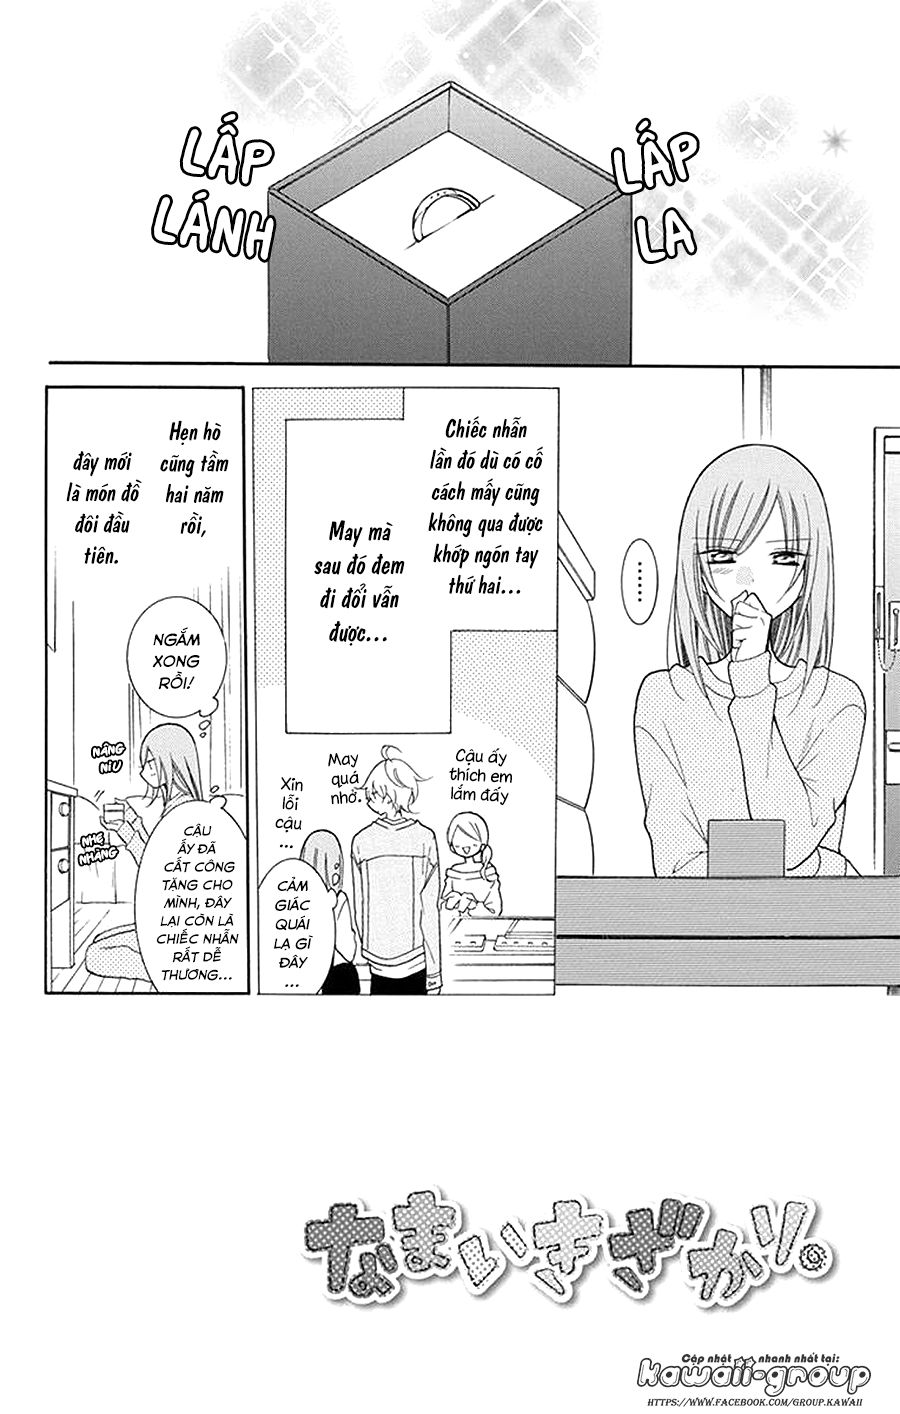 LẤP
LA
LẤP
LÁNH
........
Chiếc nhẫn
lần đó dù có cố
cách mấy cũng
không qua được
khớp ngón tay
thứ hai...
May mà
sau đó đem
đi đổi vẫn
được...
Cậu ấy
thích em
lắm đấy
May
quá
nhở.
Xin
lỗi
cậu
...
CẢM
GIÁC
QUÁI
LẠ GÌ
ĐÂY
...
Hẹn hò
cũng tầm
hai năm
rồi,
đây mới
là món đồ
đôi đầu
tiên.
NGẮM
XONG
RỒI!
NÂNG
NIU
NHẸ
NHÀNG
CẬU
ẤY ĐÃ
CẤT CÔNG
TẶNG CHO
MÌNH, ĐÂY
LẠI CÒN LÀ
CHIẾC NHẪN
RẤT DỄ
THƯƠNG...
なまいきざかり。
Cập nhật nhanh nhất tại:
kawaii-group
HTTPS://WWW.FACEBOOK.COM/GROUP.KAWAII